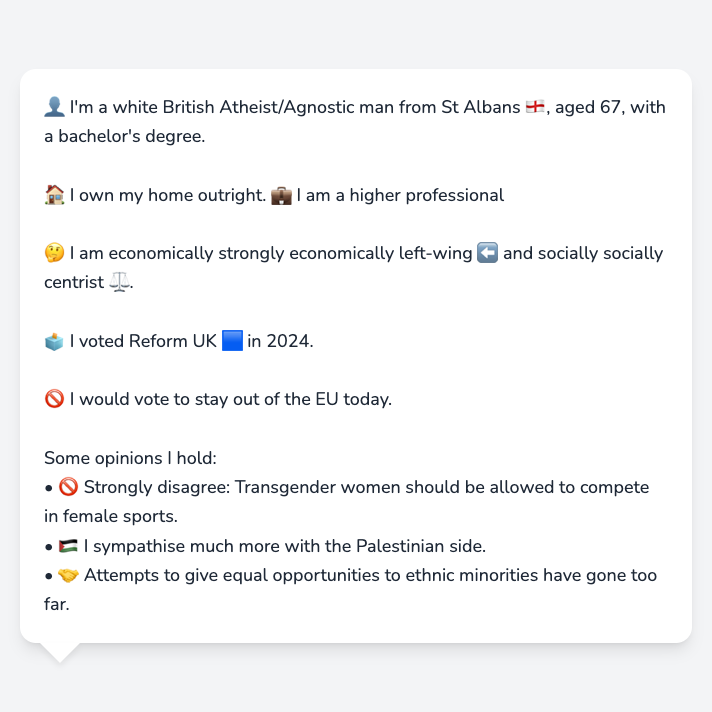 👤 I'm a white British Atheist/Agnostic man from St Albans 🏴󠁧󠁢󠁥󠁮󠁧󠁿, aged 67, with
a bachelor's degree.
🏠 I own my home outright. 💼 I am a higher professional
🤔 I am economically strongly economically left-wing ⬅️ and socially socially
centrist ⚖️.
🗳️ I voted Reform UK 🟦 in 2024.
🚫 I would vote to stay out of the EU today.
Some opinions I hold:
• 🚫 Strongly disagree: Transgender women should be allowed to compete
in female sports.
• 🇵🇸 I sympathise much more with the Palestinian side.
• 🤝 Attempts to give equal opportunities to ethnic minorities have gone too
far.